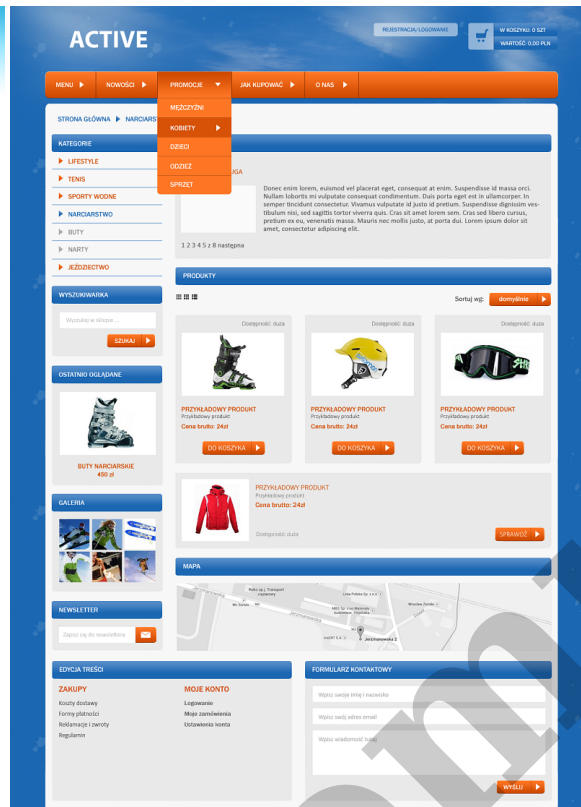 ACTIVE
REJESTRACJA/LOGOWANIE
W KOSZYKU: 0 SZT
WARTOŚĆ: 0.00 PLN
MENU
NOWOŚCI
PROMOCJE
JAK KUPOWAĆ
O NAS
MĘŻCZYŹNI
KOBIETY
DZIECI
ODZIEŻ
SPRZĘT
STRONA GŁÓWNA NARCIARS
KATEGORIE
LIFESTYLE
TENIS
SPORTY WODNE
NARCIARSTWO
BUTY
NARTY
JEŹDZIECTWO
UGA
Donec enim lorem, euismod vel placerat eget, consequat at enim. Suspendisse id massa orci.
Nullam lobortis mi vulputate consequat condimentum. Duis porta eget est in ullamcorper. In
semper tincidunt consectetur. Vivamus vulputate id justo id pretium. Suspendisse dignissim ves-
tibulum nisi, sed sagittis tortor viverra quis. Cras sit amet lorem sem. Cras sed libero cursus,
pretium ex eu, venenatis massa. Mauris nec mollis justo, at porta dui. Lorem ipsum dolor sit
amet, consectetur adipiscing elit.
1 2 3 4 5 z 8 następna
WYSZUKIWARKA
Wyszukaj w sklepie ...
SZUKAJ
PRODUKTY
Sortuj wg: domyślnie
Dostępność: duża
Dostępność: duża
Dostępność: duża
PRZYKŁADOWY PRODUKT
Przykładowy produkt
Cena brutto: 24zł
DO KOSZYKA
PRZYKŁADOWY PRODUKT
Przykładowy produkt
Cena brutto: 24zł
DO KOSZYKA
PRZYKŁADOWY PRODUKT
Przykładowy produkt
Cena brutto: 24zł
DO KOSZYKA
OSTATNIO OGLĄDANE
BUTY NARCIARSKIE
450 zł
PRZYKŁADOWY PRODUKT
Przykładowy produkt
Cena brutto: 24zł
Dostępność: duża
SPRAWDŹ
GALERIA
MAPA
Jerzmanowska
Jerzmanowska 2
NEWSLETTER
Zapisz się do newslettera
EDYCJA TREŚCI
ZAKUPY
Koszty dostawy
Formy płatności
Reklamacje i zwroty
Regulamin
MOJE KONTO
Logowanie
Moje zamówienia
Ustawienia konta
FORMULARZ KONTAKTOWY
Wpisz swoje imię i nazwisko
Wpisz swój adres email
Wpisz wiadomość tutaj
WYŚLIJ